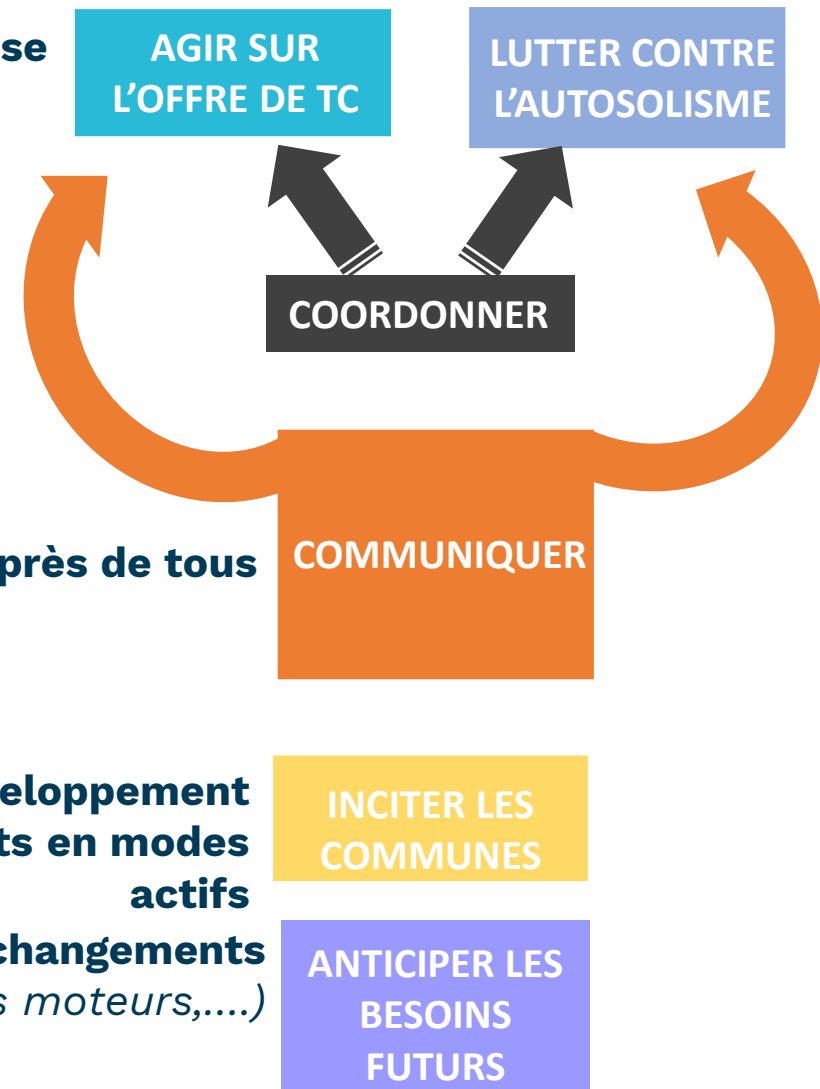 se
AGIR SUR
L'OFFRE DE TC
LUTTER CONTRE
L'AUTOSOLISME
COORDONNER
près de tous
COMMUNIQUER
eloppement
ts en modes
actifs
INCITER LES
COMMUNES
changements
s moteurs,....)
ANTICIPER LES
BESOINS
FUTURS